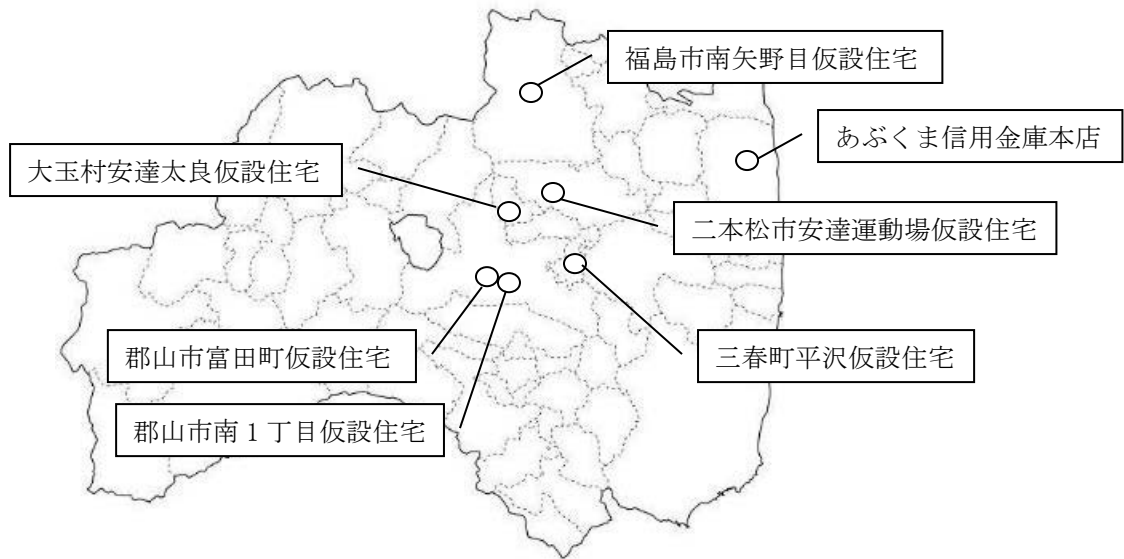 福島市南矢野目仮設住宅
あぶくま信用金庫本店
大玉村安達太良仮設住宅
二本松市安達運動場仮設住宅
郡山市富田町仮設住宅
三春町平沢仮設住宅
郡山市南1丁目仮設住宅